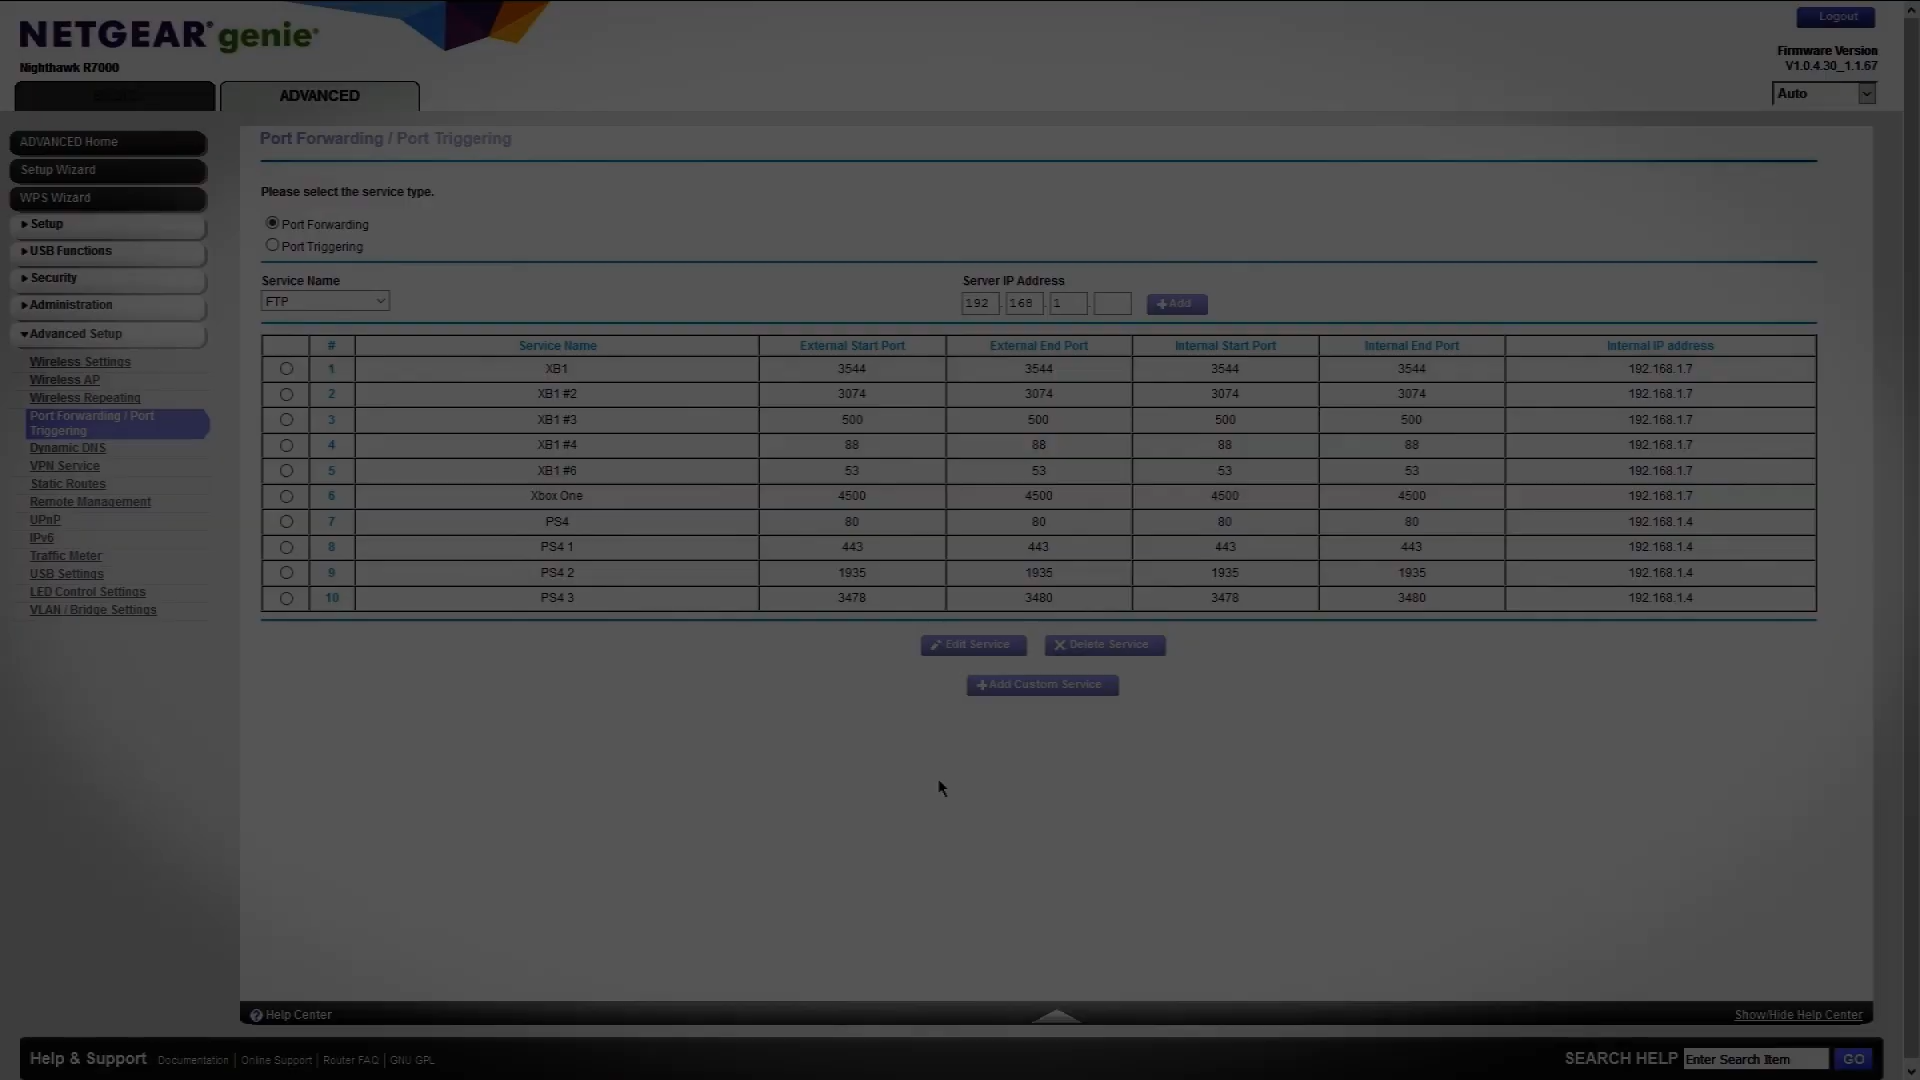 NETGEAR® genie®
Logout
Nighthawk R7000
Firmware Version
V1.0.4.30_1.1.67
ADVANCED
Auto
ADVANCED Home
Setup Wizard
WPS Wizard
Setup
USB Functions
Security
Administration
Advanced Setup
Wireless Settings
Wireless AP
Wireless Repeating
Port Forwarding / Port
Triggering
Dynamic DNS
VPN Service
Static Routes
Remote Management
UPnP
IPv6
Traffic Meter
USB Settings
LED Control Settings
VLAN / Bridge Settings
Port Forwarding / Port Triggering
Please select the service type.
Port Forwarding
Port Triggering
Service Name Server IP Address
FTP 192 . 168 . 1 . Add
# Service Name External Start Port External End Port Internal Start Port Internal End Port Internal IP address
1 XB1 3544 3544 3544 3544 192.168.1.7
2 XB1 #2 3074 3074 3074 3074 192.168.1.7
3 XB1 #3 500 500 500 500 192.168.1.7
4 XB1 #4 88 88 88 88 192.168.1.7
5 XB1 #6 53 53 53 53 192.168.1.7
6 Xbox One 4500 4500 4500 4500 192.168.1.7
7 PS4 80 80 80 80 192.168.1.4
8 PS4 1 443 443 443 443 192.168.1.4
9 PS4 2 1935 1935 1935 1935 192.168.1.4
10 PS4 3 3478 3480 3478 3480 192.168.1.4
Edit Service Delete Service
Add Custom Service
Help Center Show/Hide Help Center
Help & Support Documentation | Online Support | Router FAQ | GNU GPL SEARCH HELP Enter Search Item GO